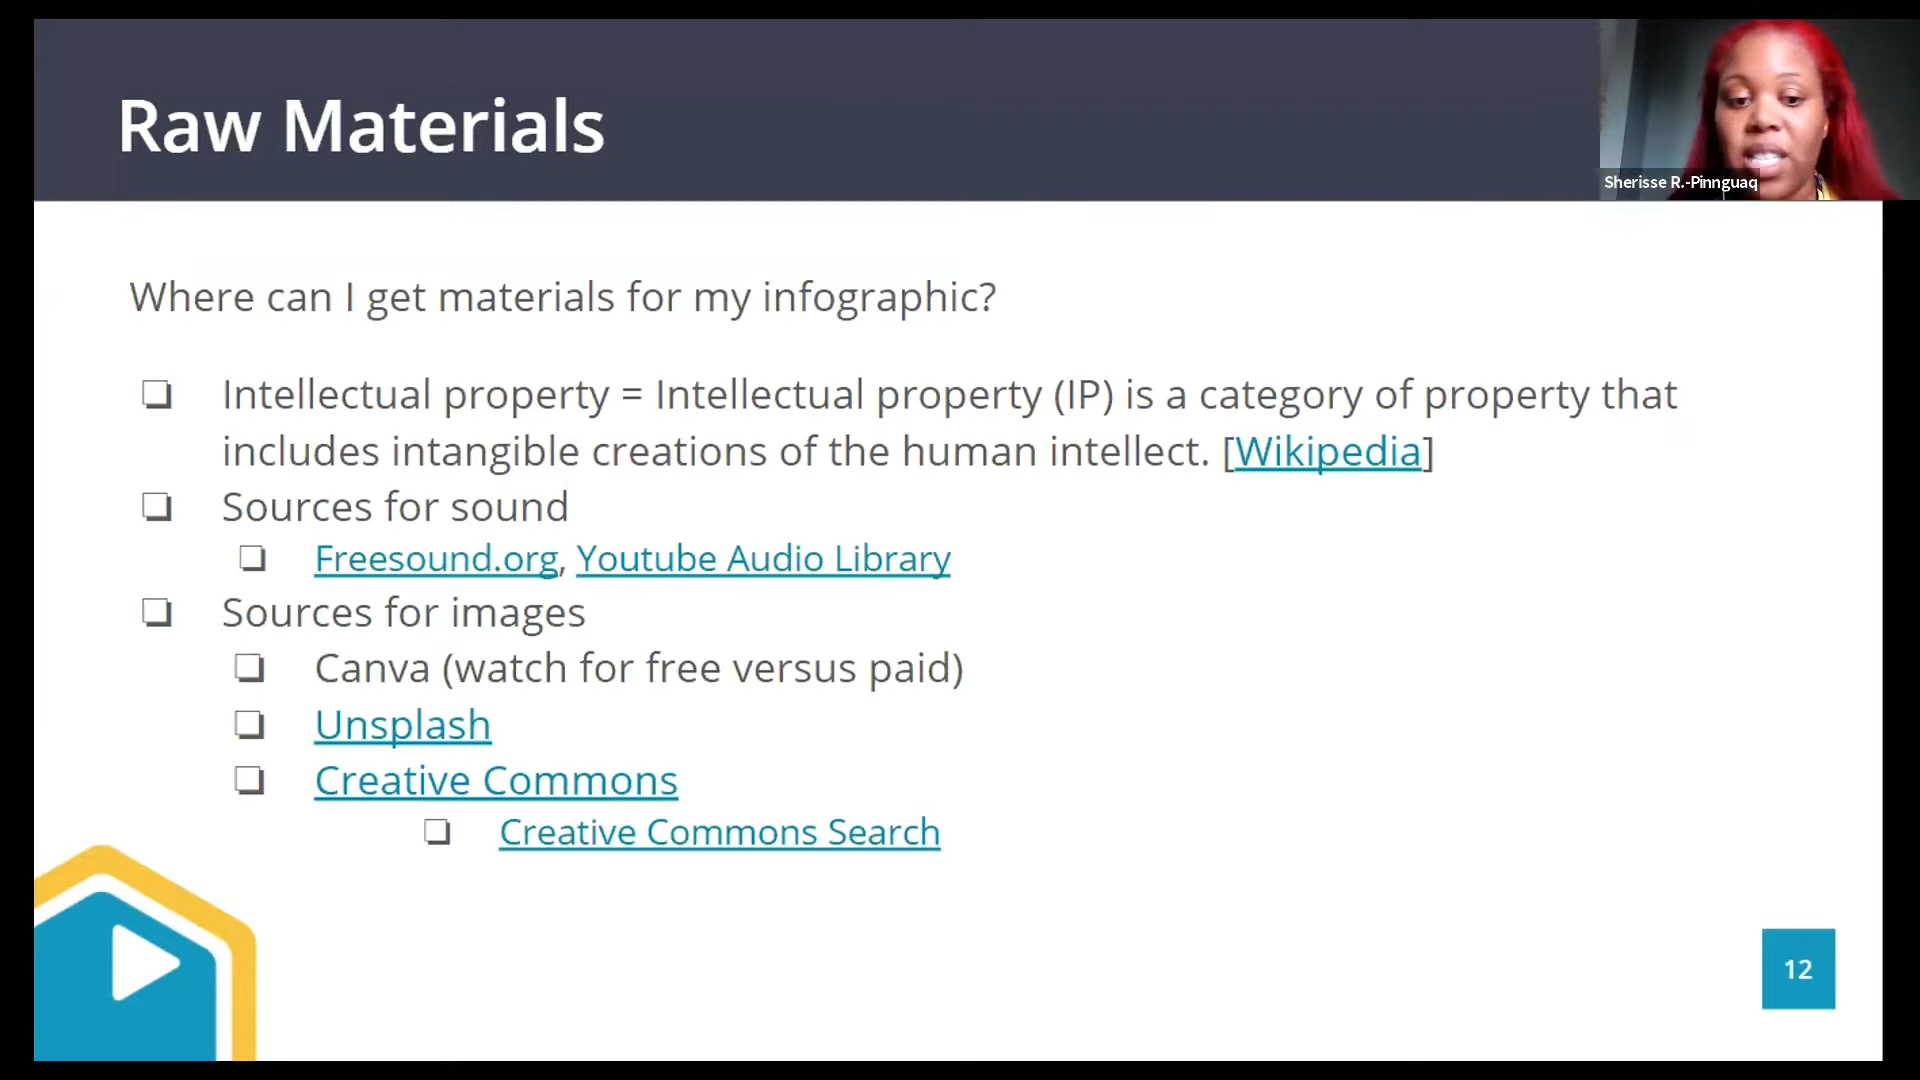 Raw Materials
Sherisse R.-Pinnguaq
Where can I get materials for my infographic?
❏ Intellectual property = Intellectual property (IP) is a category of property that
includes intangible creations of the human intellect. [Wikipedia]
❏ Sources for sound
❏ Freesound.org, Youtube Audio Library
❏ Sources for images
❏ Canva (watch for free versus paid)
❏ Unsplash
❏ Creative Commons
❏ Creative Commons Search
12